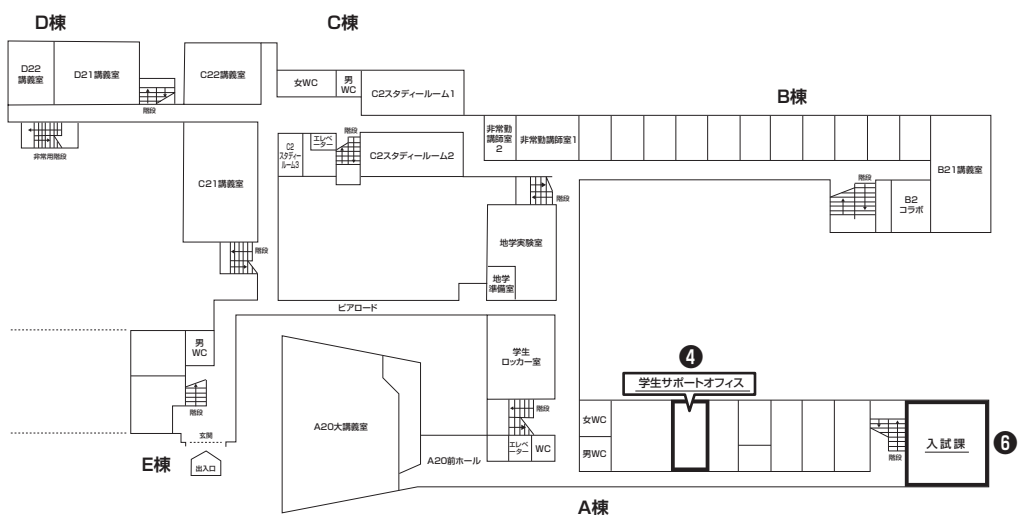 D棟
C棟
B棟
D22
講義室
D21講義室
階段
非常用階段
C22講義室
女WC
男
WC
C2スタディールーム1
C2
スタディー
ルーム3
エレベ
ーター
階段
C2スタディールーム2
非常勤
講師室
2
非常勤講師室1
B21講義室
階段
B2
コラボ
C21講義室
階段
階段
地学実験室
地学
準備室
ピアロード
男
WC
階段
玄関
出入口
E棟
A20大講義室
学生
ロッカー室
階段
エレベ
ーター
WC
A20前ホール
4
学生サポートオフィス
女WC
男WC
階段
入試課
6
A棟